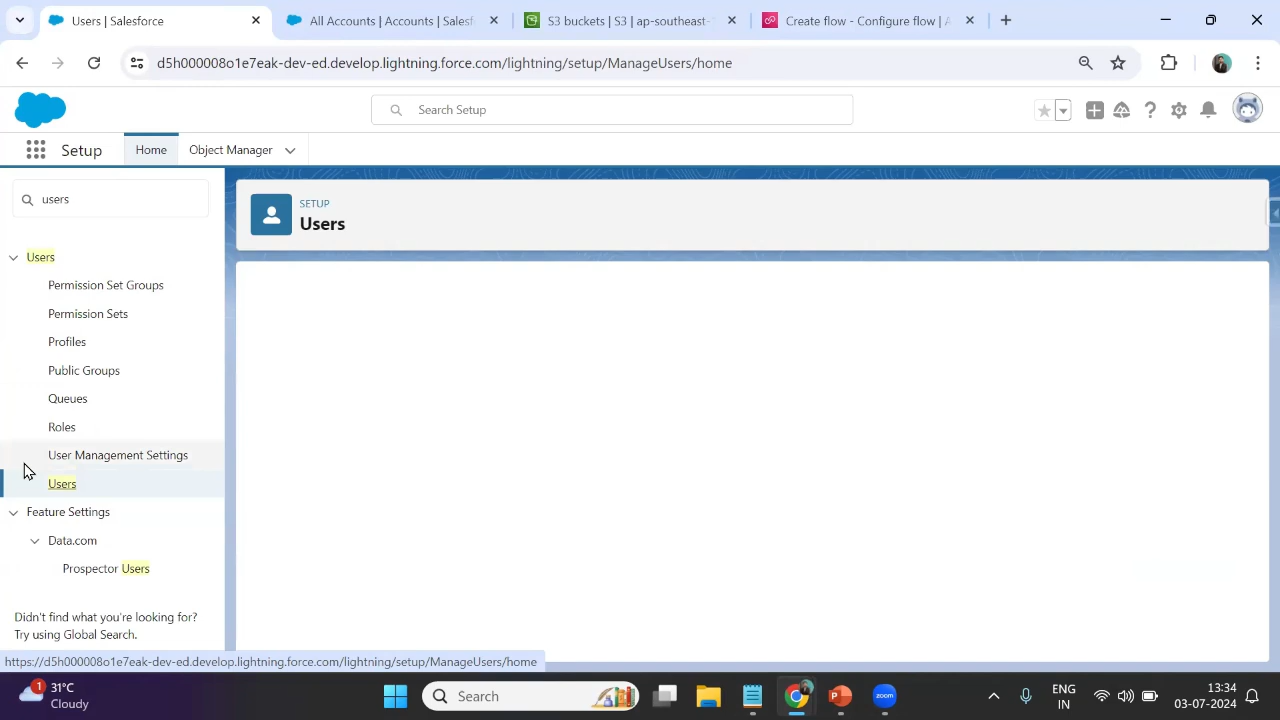 Users | Salesforce
All Accounts | Accounts | Salesf
S3 buckets | S3 | ap-southeast-
Create flow - Configure flow | A
d5h000008o1e7eak-dev-ed.develop.lightning.force.com/lightning/setup/ManageUsers/home
Search Setup
Setup
Home
Object Manager
users
SETUP
Users
Users
Permission Set Groups
Permission Sets
Profiles
Public Groups
Queues
Roles
User Management Settings
Users
Feature Settings
Data.com
Prospector Users
Didn't find what you're looking for?
Try using Global Search.
https://d5h000008o1e7eak-dev-ed.develop.lightning.force.com/lightning/setup/ManageUsers/home
1
31°C
Cloudy
Search
zoom
ENG
IN
13:34
03-07-2024